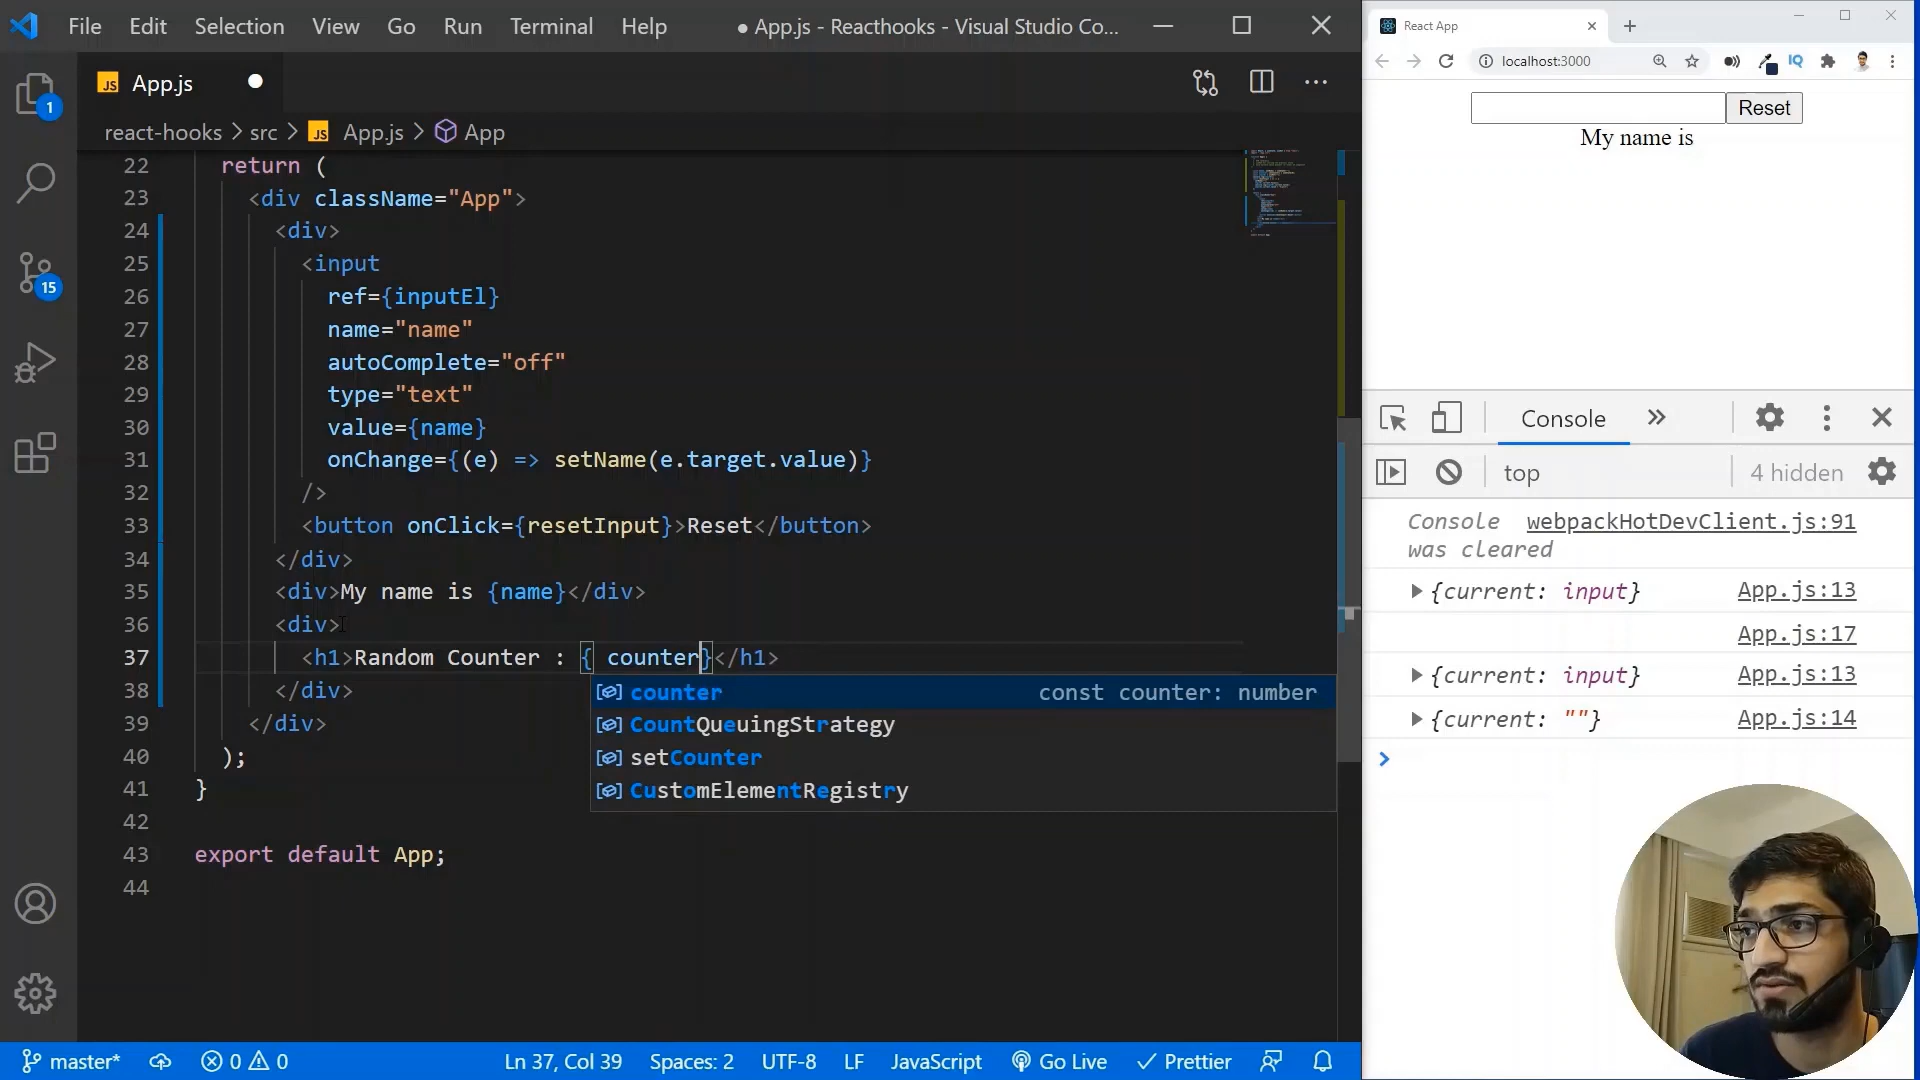 File Edit Selection View Go Run Terminal Help ● App.js - Reacthooks - Visual Studio Co...
JS App.js
1
react-hooks > src > JS App.js > App
22 return (
23 <div className="App">
24 <div>
25 <input
26 ref={inputEl}
27 name="name"
28 autoComplete="off"
29 type="text"
30 value={name}
31 onChange={(e) => setName(e.target.value)}
32 />
33 <button onClick={resetInput}>Reset</button>
34 </div>
35 <div>My name is {name}</div>
36 <div>
37 <h1>Random Counter : { counter}</h1>
38 </div>
39 </div>
40 );
41 }
42
43 export default App;
44
15
counter const counter: number
CountQueuingStrategy
setCounter
CustomElementRegistry
master* 0 0 Ln 37, Col 39 Spaces: 2 UTF-8 LF JavaScript Go Live Prettier
React App
localhost:3000 IQ
Reset
My name is
Console
top 4 hidden
Console webpackHotDevClient.js:91
was cleared
{current: input} App.js:13
App.js:17
{current: input} App.js:13
{current: ""} App.js:14